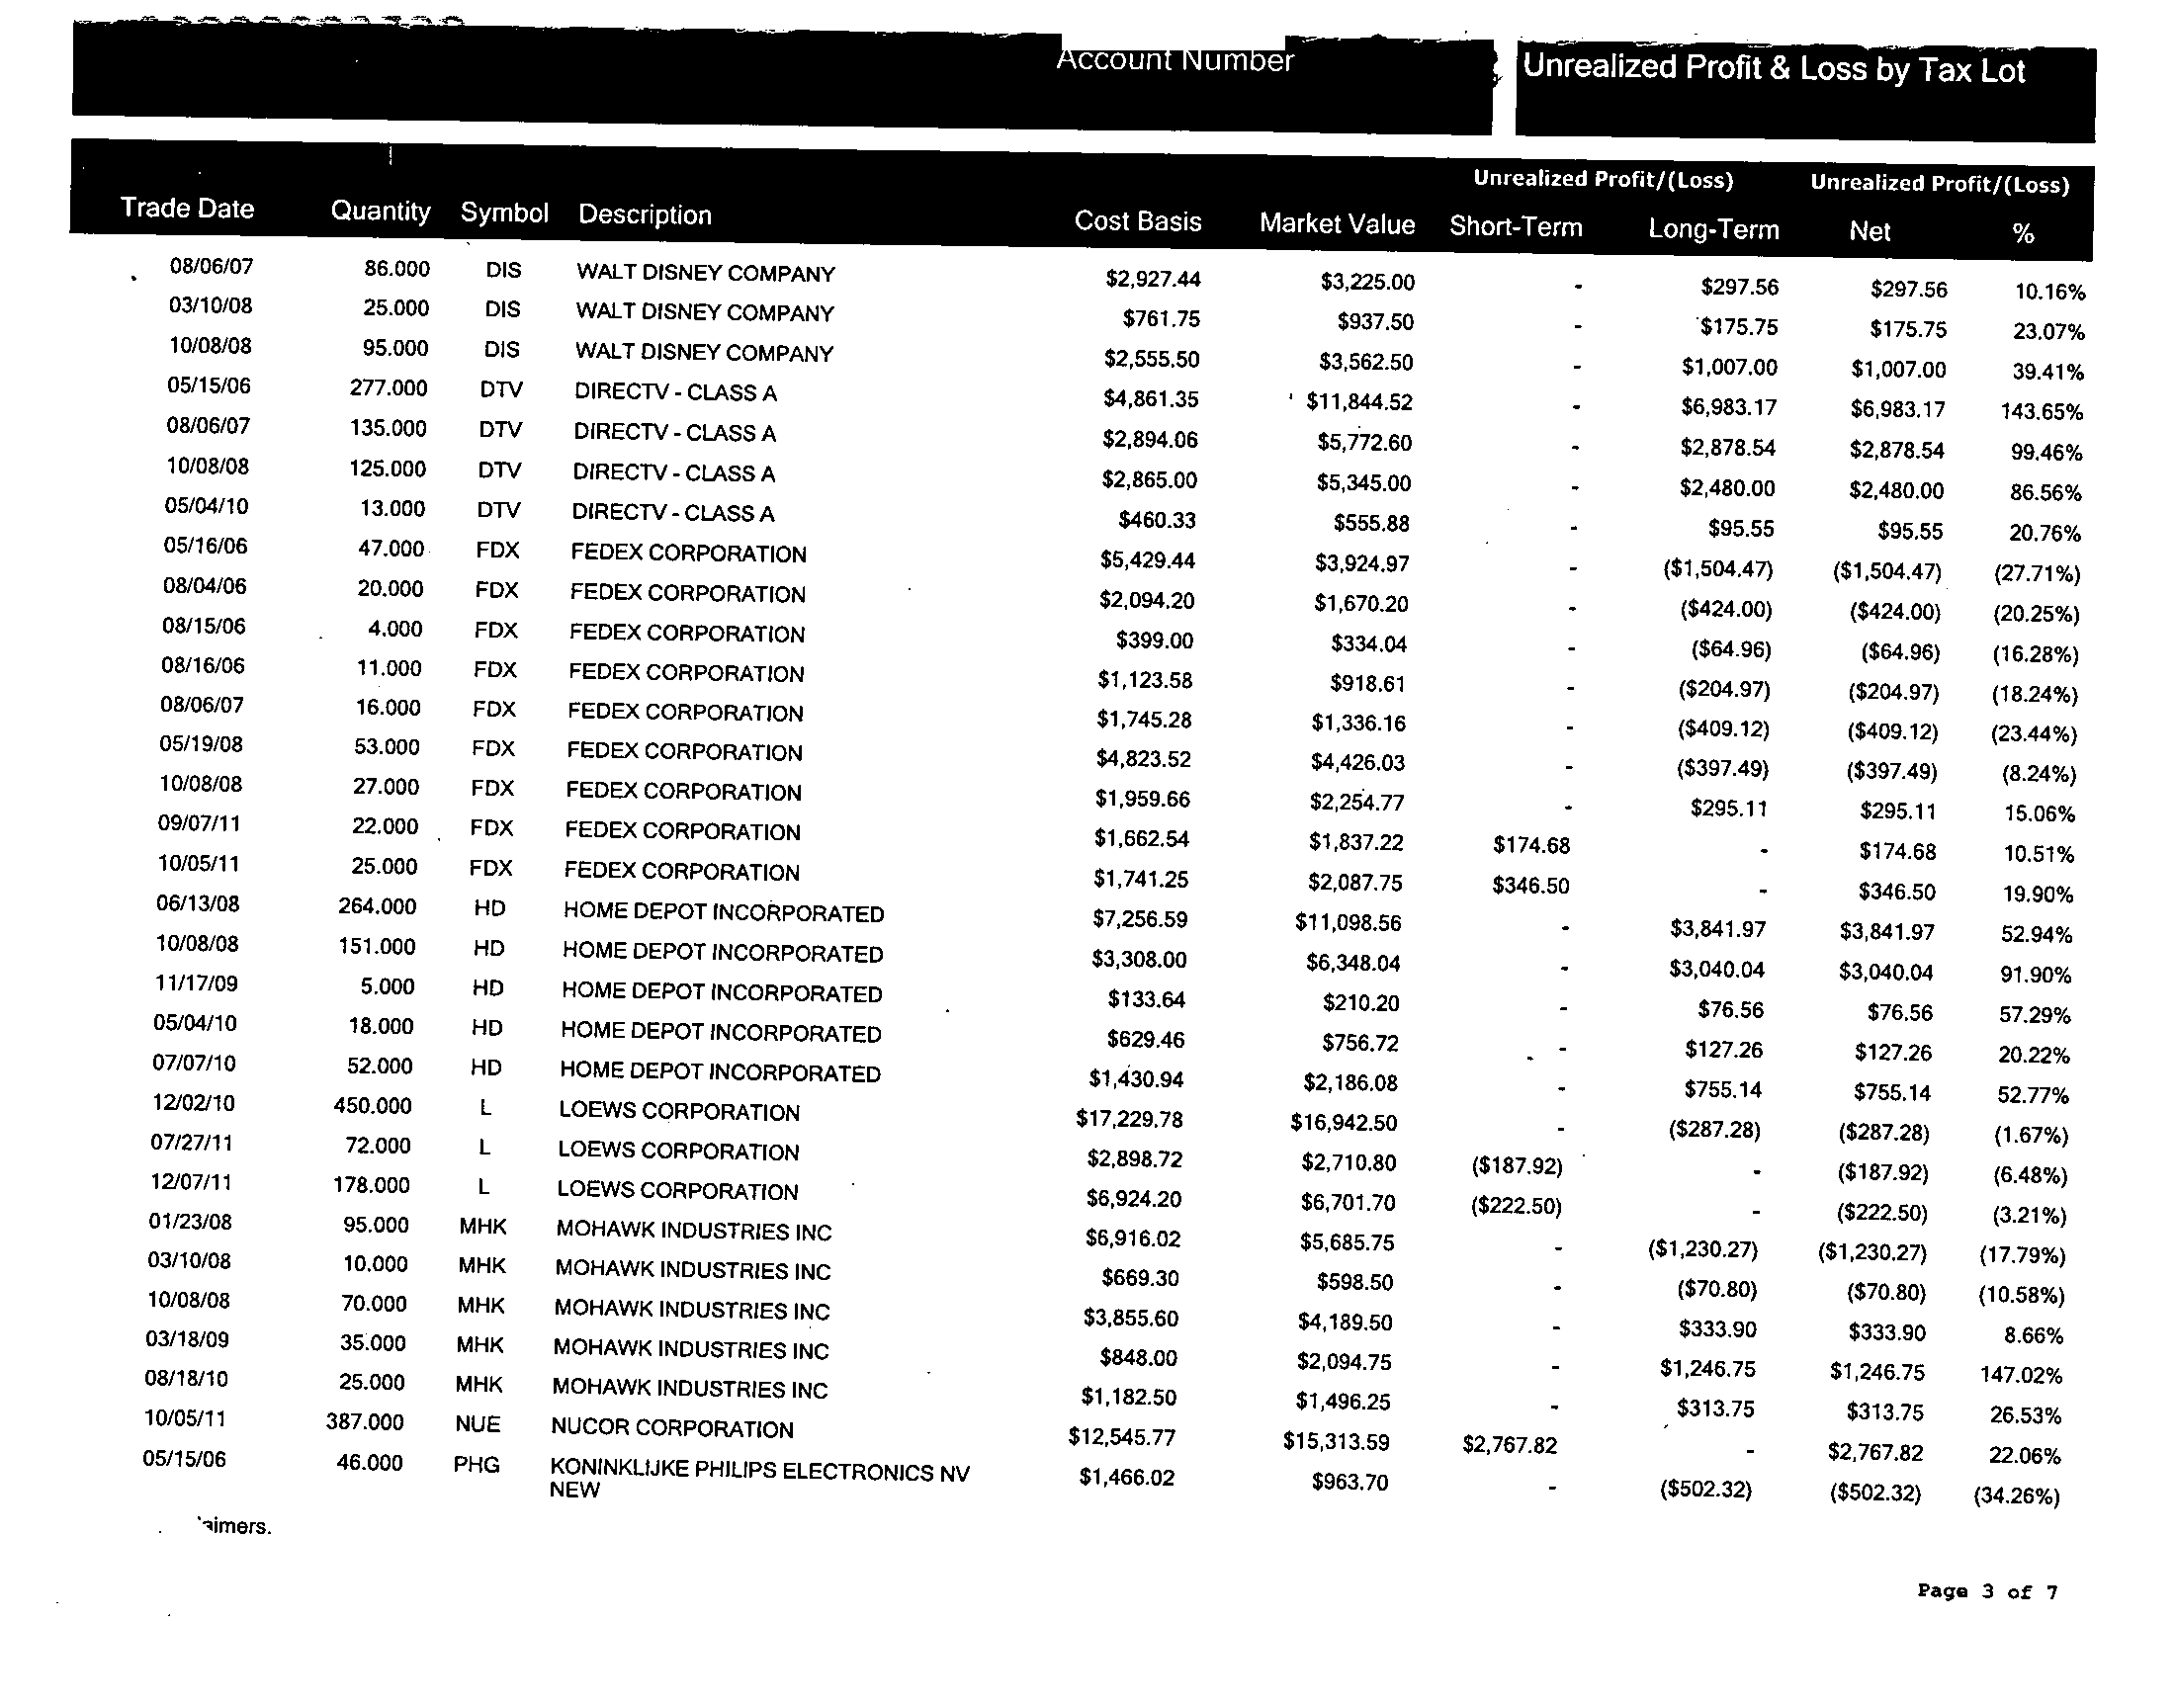 Account Number
Unrealized Profit & Loss by Tax Lot
Unrealized Profit/(Loss) Unrealized Profit/(Loss)
Trade Date Quantity Symbol Description Cost Basis Market Value Short-Term Long-Term Net %
08/06/07 86.000 DIS WALT DISNEY COMPANY $2,927.44 $3,225.00 - $297.56 $297.56 10.16%
03/10/08 25.000 DIS WALT DISNEY COMPANY $761.75 $937.50 - $175.75 $175.75 23.07%
10/08/08 95.000 DIS WALT DISNEY COMPANY $2,555.50 $3,562.50 - $1,007.00 $1,007.00 39.41%
05/15/06 277.000 DTV DIRECTV - CLASS A $4,861.35 $11,844.52 - $6,983.17 $6,983.17 143.65%
08/06/07 135.000 DTV DIRECTV - CLASS A $2,894.06 $5,772.60 - $2,878.54 $2,878.54 99.46%
10/08/08 125.000 DTV DIRECTV - CLASS A $2,865.00 $5,345.00 - $2,480.00 $2,480.00 86.56%
05/04/10 13.000 DTV DIRECTV - CLASS A $460.33 $555.88 - $95.55 $95.55 20.76%
05/16/06 47.000 FDX FEDEX CORPORATION $5,429.44 $3,924.97 - ($1,504.47) ($1,504.47) (27.71%)
08/04/06 20.000 FDX FEDEX CORPORATION $2,094.20 $1,670.20 - ($424.00) ($424.00) (20.25%)
08/15/06 4.000 FDX FEDEX CORPORATION $399.00 $334.04 - ($64.96) ($64.96) (16.28%)
08/16/06 11.000 FDX FEDEX CORPORATION $1,123.58 $918.61 - ($204.97) ($204.97) (18.24%)
08/06/07 16.000 FDX FEDEX CORPORATION $1,745.28 $1,336.16 - ($409.12) ($409.12) (23.44%)
05/19/08 53.000 FDX FEDEX CORPORATION $4,823.52 $4,426.03 - ($397.49) ($397.49) (8.24%)
10/08/08 27.000 FDX FEDEX CORPORATION $1,959.66 $2,254.77 - $295.11 $295.11 15.06%
09/07/11 22.000 FDX FEDEX CORPORATION $1,662.54 $1,837.22 $174.68 - $174.68 10.51%
10/05/11 25.000 FDX FEDEX CORPORATION $1,741.25 $2,087.75 $346.50 - $346.50 19.90%
06/13/08 264.000 HD HOME DEPOT INCORPORATED $7,256.59 $11,098.56 - $3,841.97 $3,841.97 52.94%
10/08/08 151.000 HD HOME DEPOT INCORPORATED $3,308.00 $6,348.04 - $3,040.04 $3,040.04 91.90%
11/17/09 5.000 HD HOME DEPOT INCORPORATED $133.64 $210.20 - $76.56 $76.56 57.29%
05/04/10 18.000 HD HOME DEPOT INCORPORATED $629.46 $756.72 - $127.26 $127.26 20.22%
07/07/10 52.000 HD HOME DEPOT INCORPORATED $1,430.94 $2,186.08 - $755.14 $755.14 52.77%
12/02/10 450.000 L LOEWS CORPORATION $17,229.78 $16,942.50 - ($287.28) ($287.28) (1.67%)
07/27/11 72.000 L LOEWS CORPORATION $2,898.72 $2,710.80 ($187.92) - ($187.92) (6.48%)
12/07/11 178.000 L LOEWS CORPORATION $6,924.20 $6,701.70 ($222.50) - ($222.50) (3.21%)
01/23/08 95.000 MHK MOHAWK INDUSTRIES INC $6,916.02 $5,685.75 - ($1,230.27) ($1,230.27) (17.79%)
03/10/08 10.000 MHK MOHAWK INDUSTRIES INC $669.30 $598.50 - ($70.80) ($70.80) (10.58%)
10/08/08 70.000 MHK MOHAWK INDUSTRIES INC $3,855.60 $4,189.50 - $333.90 $333.90 8.66%
03/18/09 35.000 MHK MOHAWK INDUSTRIES INC $848.00 $2,094.75 - $1,246.75 $1,246.75 147.02%
08/18/10 25.000 MHK MOHAWK INDUSTRIES INC $1,182.50 $1,496.25 - $313.75 $313.75 26.53%
10/05/11 387.000 NUE NUCOR CORPORATION $12,545.77 $15,313.59 $2,767.82 - $2,767.82 22.06%
05/15/06 46.000 PHG KONINKLIJKE PHILIPS ELECTRONICS NV $1,466.02 $963.70 - ($502.32) ($502.32) (34.26%)
NEW
aimers.
Page 3 of 7